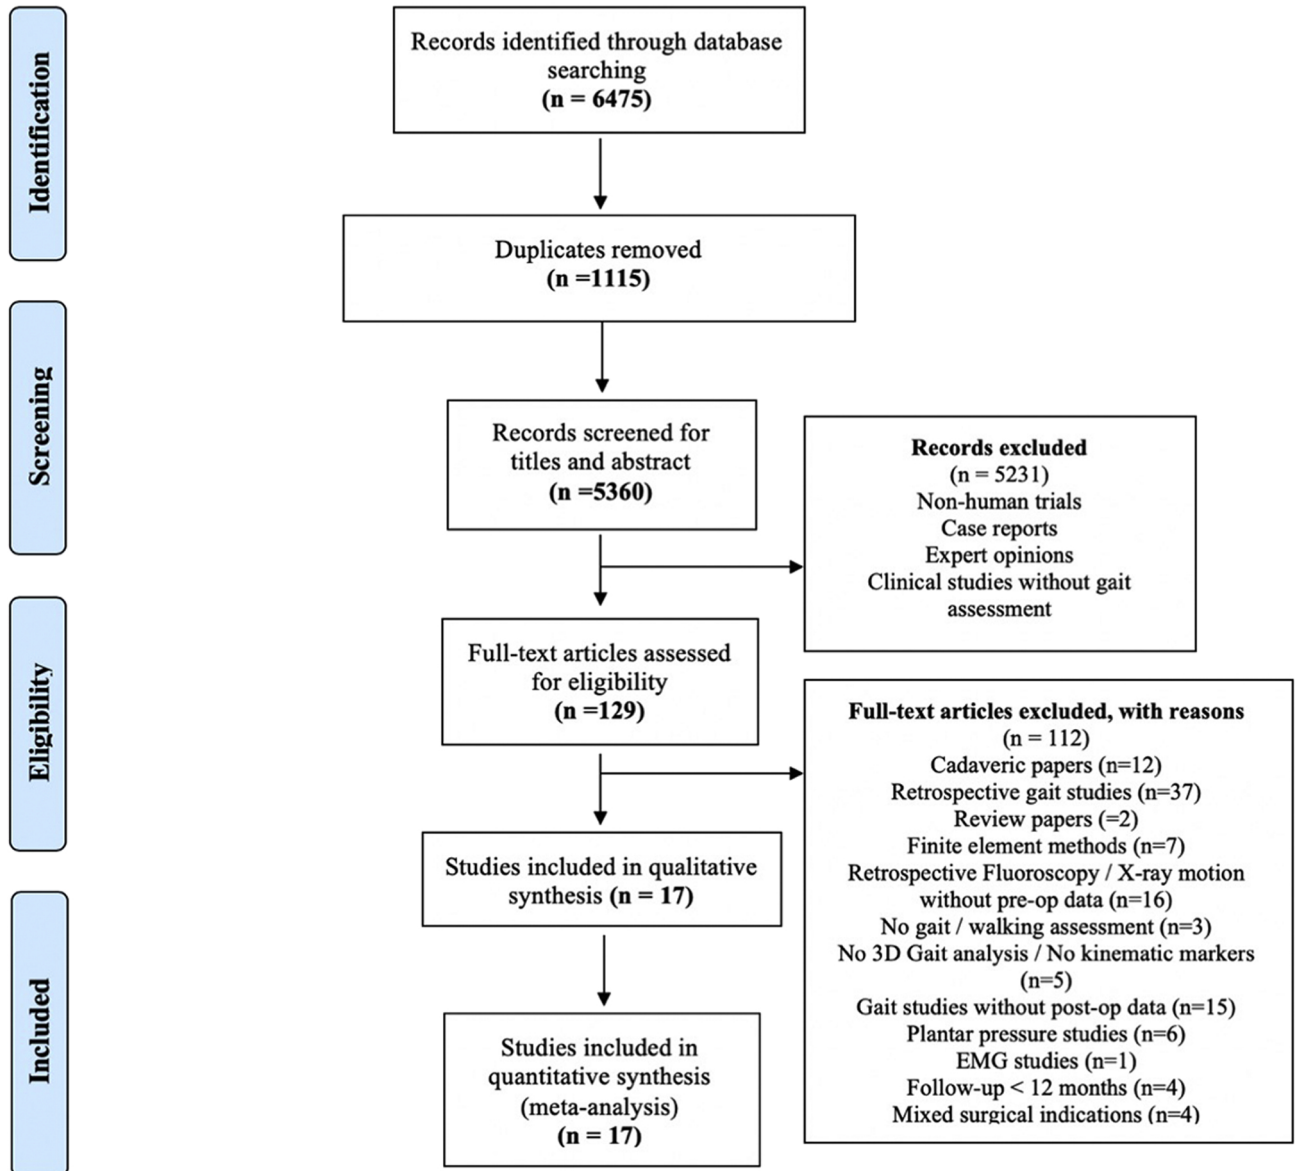 Identification
Records identified through database
searching
(n = 6475)
Duplicates removed
(n =1115)
Screening
Records screened for
titles and abstract
(n =5360)
Records excluded
(n = 5231)
Non-human trials
Case reports
Expert opinions
Clinical studies without gait
assessment
Eligibility
Full-text articles assessed
for eligibility
(n =129)
Full-text articles excluded, with reasons
(n = 112)
Cadaveric papers (n=12)
Retrospective gait studies (n=37)
Review papers (=2)
Finite element methods (n=7)
Retrospective Fluoroscopy / X-ray motion
without pre-op data (n=16)
No gait / walking assessment (n=3)
No 3D Gait analysis / No kinematic markers
(n=5)
Gait studies without post-op data (n=15)
Plantar pressure studies (n=6)
EMG studies (n=1)
Follow-up < 12 months (n=4)
Mixed surgical indications (n=4)
Studies included in qualitative
synthesis (n = 17)
Included
Studies included in
quantitative synthesis
(meta-analysis)
(n = 17)